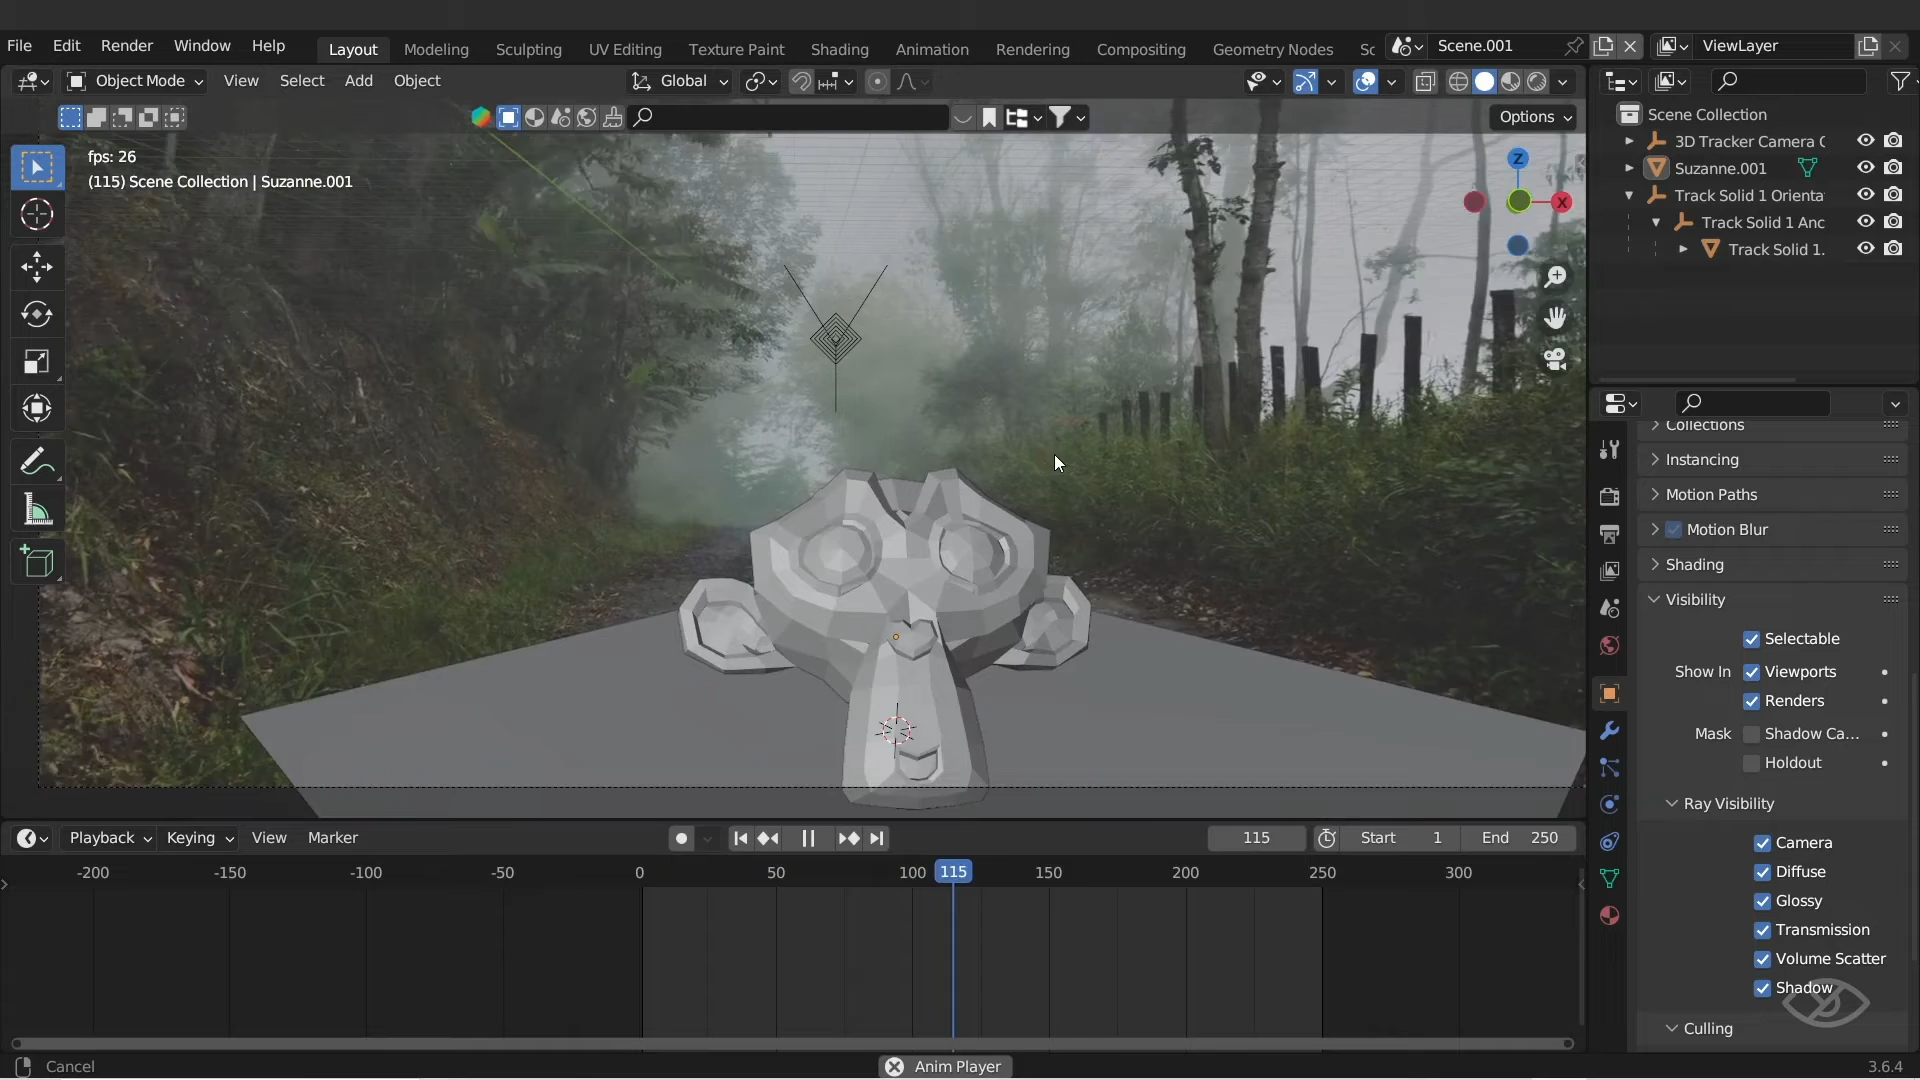 File Edit Render Window Help Layout Modeling Sculpting UV Editing Texture Paint Shading Animation Rendering Compositing Geometry Nodes Sc Scene.001 ViewLayer
Object Mode View Select Add Object Global
Options
fps: 26
(115) Scene Collection | Suzanne.001
Z
X
Scene Collection
3D Tracker Camera C
Suzanne.001
Track Solid 1 Orienta
Track Solid 1 Anc
Track Solid 1.
Collections
Instancing
Motion Paths
Motion Blur
Shading
Visibility
Selectable
Show In Viewports
Renders
Mask Shadow Ca...
Holdout
Ray Visibility
Camera
Diffuse
Glossy
Transmission
Volume Scatter
Shadow
Culling
Playback Keying View Marker 115 Start 1 End 250
-200 -150 -100 -50 0 50 100 115 150 200 250 300
Cancel Anim Player 3.6.4